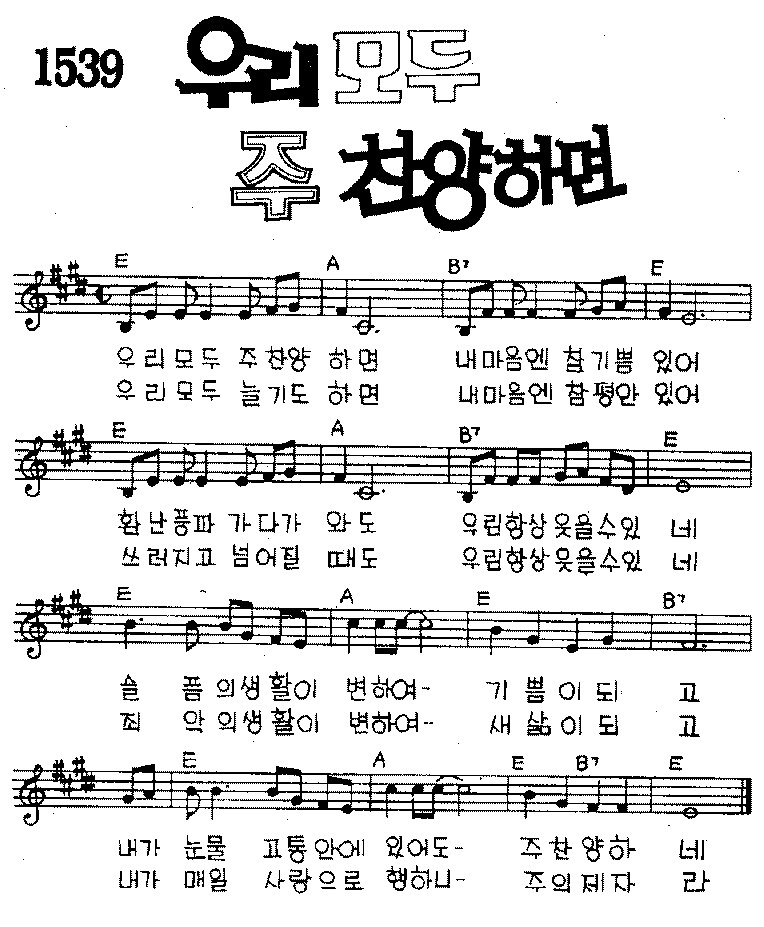 1539 우리 모두
주 찬양하면
E A B7 E
우리모두 주찬양 하면 내마음엔 참기쁨 있어
우리모두 늘기도 하면 내마음엔 참평안 있어
E A B7 E
환난풍파 가다가 와도 우린항상 웃을수있 네
쓰러지고 넘어질 때도 우린항상 웃을수있 네
E A E B7
슬 픔의생활이 변하여- 기쁨이되 고
죄 악의생활이 변하여- 새삶이되 고
E A E B7 E
내가 눈물 고통안에 있어도- 주찬양하 네
내가 매일 사랑으로 행하니- 주의제자 라